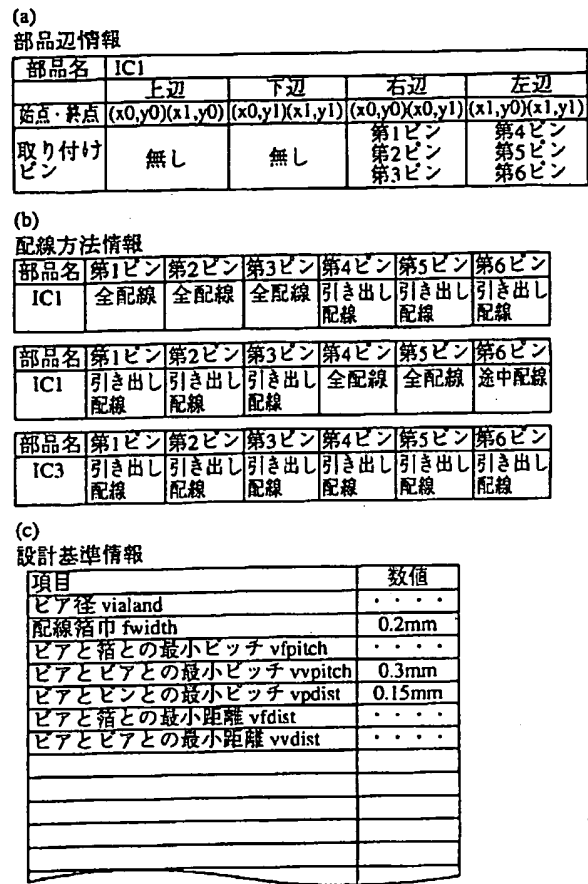 (a)
部品辺情報
部品名 IC1
上辺 下辺 右辺 左辺
始点・終点 (x0,y0)(x1,y0) (x0,y1)(x1,y1) (x0,y0)(x0,y1) (x1,y0)(x1,y1)
取り付けピン 無し 無し 第1ピン 第2ピン 第3ピン 第4ピン 第5ピン 第6ピン
(b)
配線方法情報
部品名 第1ピン 第2ピン 第3ピン 第4ピン 第5ピン 第6ピン
IC1 全配線 全配線 全配線 引き出し配線 引き出し配線 引き出し配線
部品名 第1ピン 第2ピン 第3ピン 第4ピン 第5ピン 第6ピン
IC1 引き出し配線 引き出し配線 引き出し配線 全配線 全配線 途中配線
部品名 第1ピン 第2ピン 第3ピン 第4ピン 第5ピン 第6ピン
IC3 引き出し配線 引き出し配線 引き出し配線 引き出し配線 引き出し配線 引き出し配線
(c)
設計基準情報
項目 数値
ビア径 vialand ・・・・
配線箔巾 fwidth 0.2mm
ビアと箔との最小ピッチ vfpitch ・・・・
ビアとビアとの最小ピッチ vvpitch 0.3mm
ビアとピンとの最小ピッチ vpdist 0.15mm
ビアと箔との最小距離 vfdist ・・・・
ビアとビアとの最小距離 vvdist ・・・・